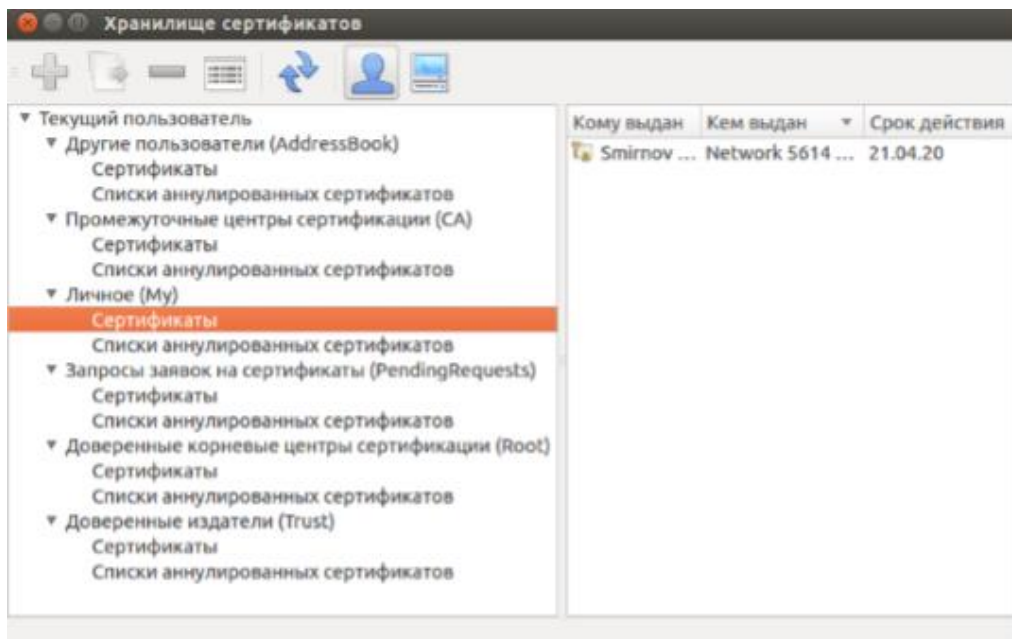 Хранилище сертификатов
Текущий пользователь
Другие пользователи (AddressBook)
Сертификаты
Списки аннулированных сертификатов
Промежуточные центры сертификации (CA)
Сертификаты
Списки аннулированных сертификатов
Личное (My)
Сертификаты
Списки аннулированных сертификатов
Запросы заявок на сертификаты (PendingRequests)
Сертификаты
Списки аннулированных сертификатов
Доверенные корневые центры сертификации (Root)
Сертификаты
Списки аннулированных сертификатов
Доверенные издатели (Trust)
Сертификаты
Списки аннулированных сертификатов
Кому выдан Кем выдан Срок действия
Smirnov ... Network 5614 ... 21.04.20